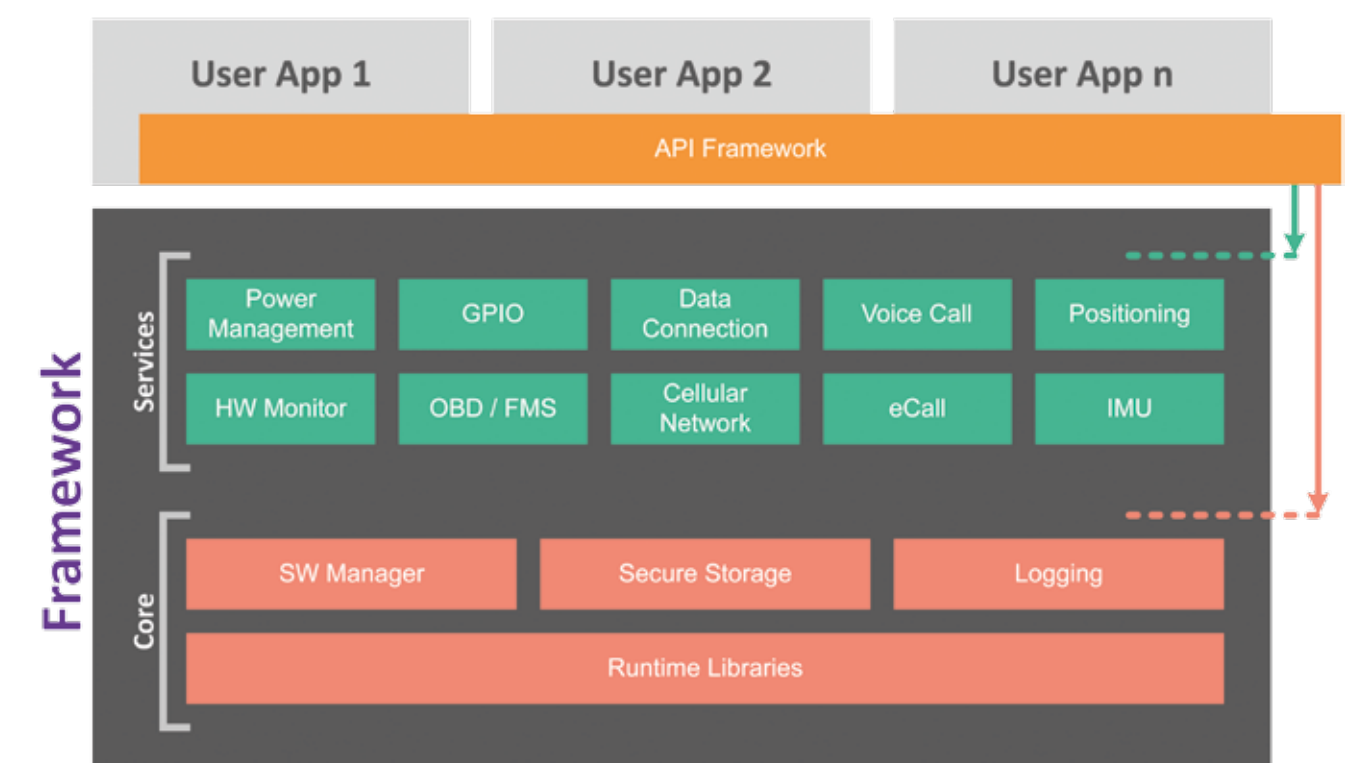 User App 1
User App 2
User App n
API Framework
Framework
Services
Power
Management
GPIO
Data
Connection
Voice Call
Positioning
HW Monitor
OBD / FMS
Cellular
Network
eCall
IMU
Core
SW Manager
Secure Storage
Logging
Runtime Libraries